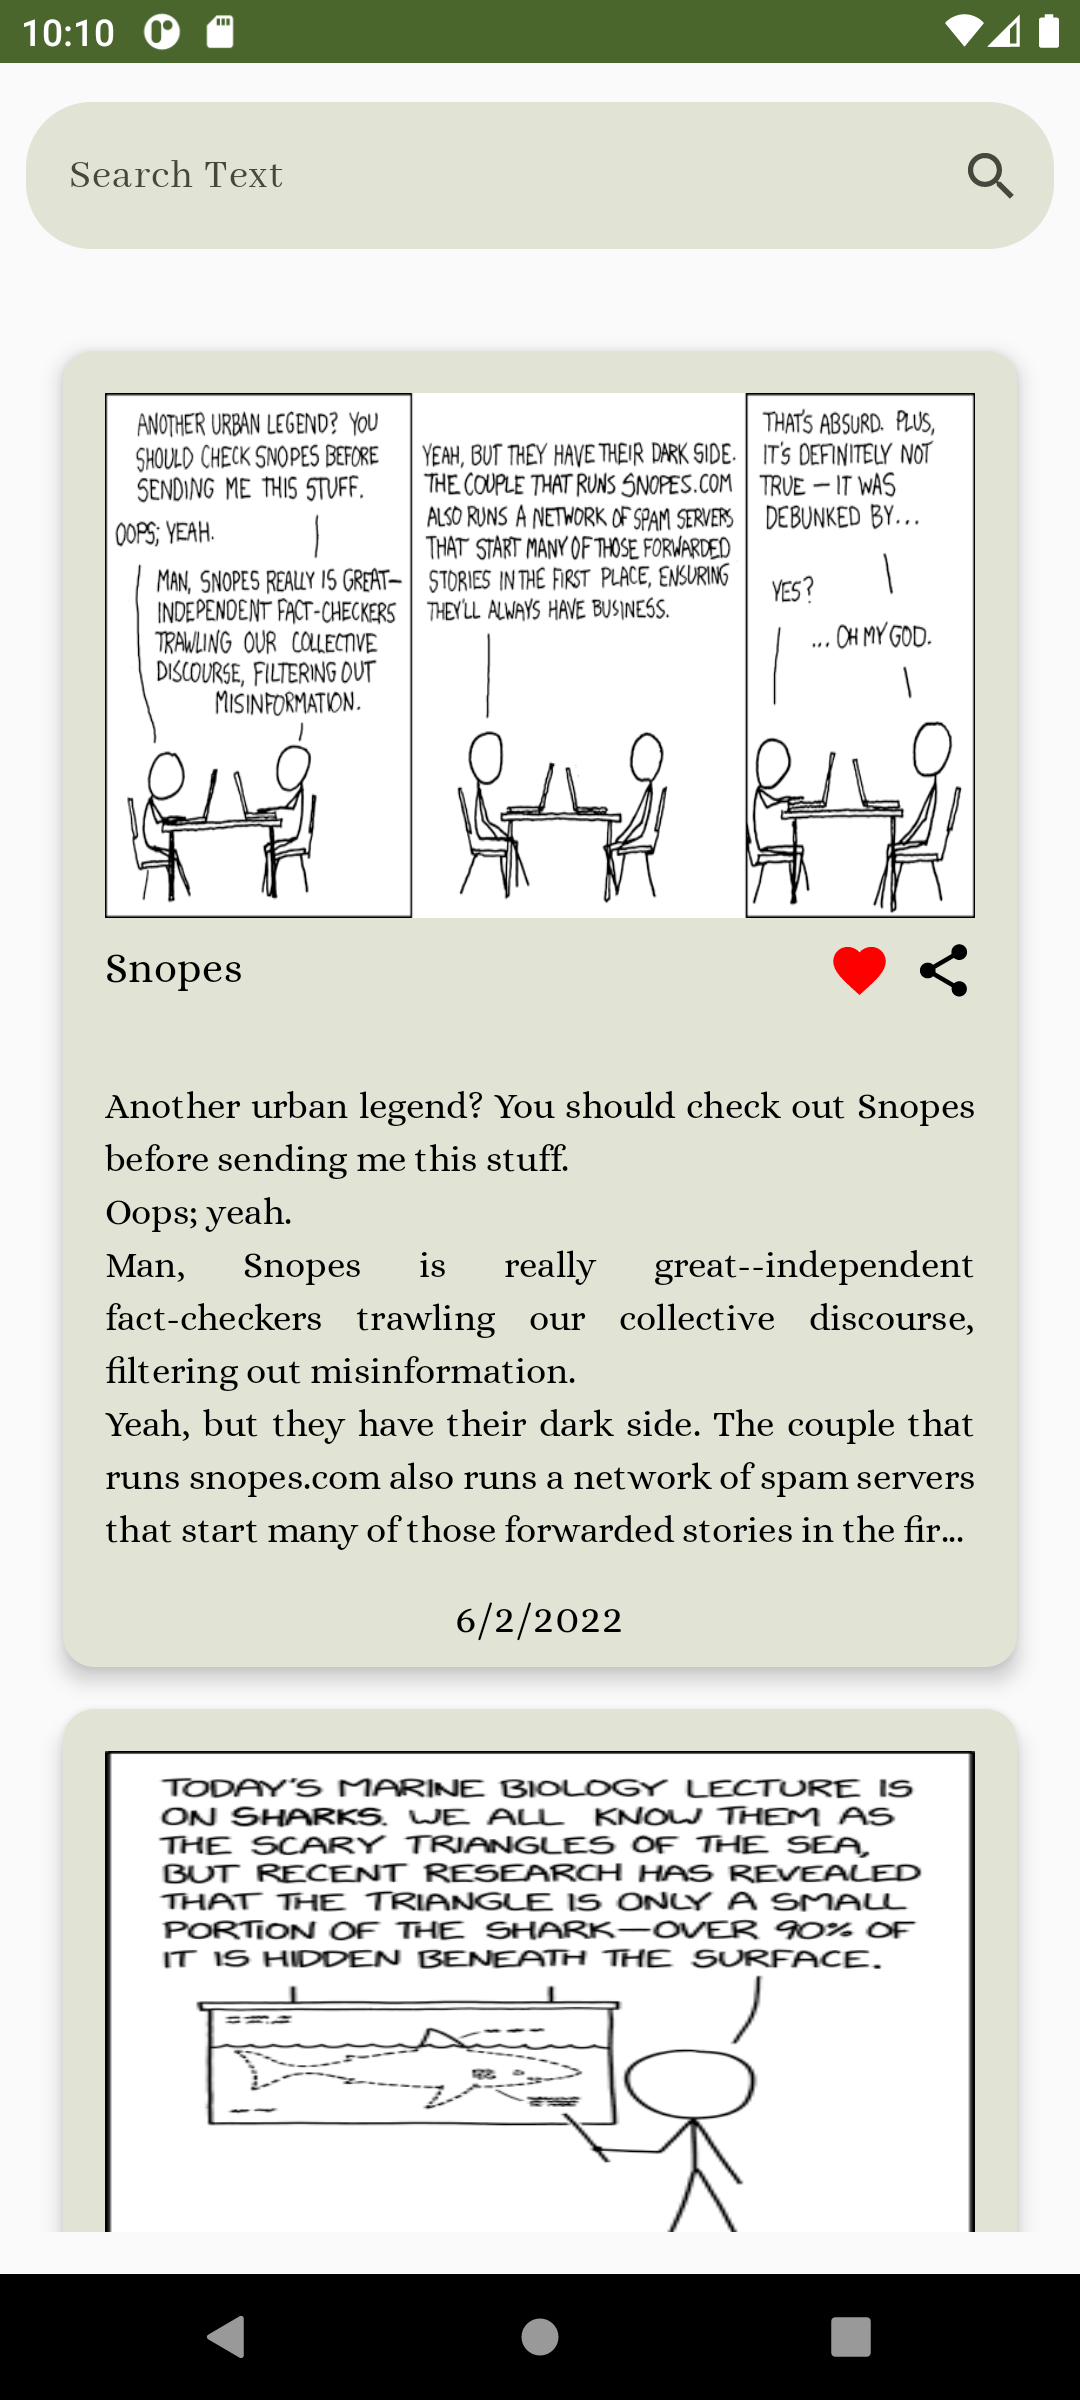 10:10
Search Text
ANOTHER URBAN LEGEND? YOU
SHOULD CHECK SNOPES BEFORE
SENDING ME THIS STUFF.
OOPS; YEAH.
MAN, SNOPES REALLY IS GREAT—
INDEPENDENT FACT-CHECKERS
TRAWLING OUR COLLECTIVE
DISCOURSE, FILTERING OUT
MISINFORMATION.
YEAH, BUT THEY HAVE THEIR DARK SIDE.
THE COUPLE THAT RUNS SNOPES.COM
ALSO RUNS A NETWORK OF SPAM SERVERS
THAT START MANY OF THOSE FORWARDED
STORIES IN THE FIRST PLACE, ENSURING
THEY'LL ALWAYS HAVE BUSINESS.
THAT'S ABSURD. PLUS,
IT'S DEFINITELY NOT
TRUE — IT WAS
DEBUNKED BY...
YES?
... OH MY GOD.
Snopes
Another urban legend? You should check out Snopes
before sending me this stuff.
Oops; yeah.
Man, Snopes is really great--independent
fact-checkers trawling our collective discourse,
filtering out misinformation.
Yeah, but they have their dark side. The couple that
runs snopes.com also runs a network of spam servers
that start many of those forwarded stories in the fir...
6/2/2022
TODAY'S MARINE BIOLOGY LECTURE IS
ON SHARKS. WE ALL KNOW THEM AS
THE SCARY TRIANGLES OF THE SEA,
BUT RECENT RESEARCH HAS REVEALED
THAT THE TRIANGLE IS ONLY A SMALL
PORTION OF THE SHARK—OVER 90% OF
IT IS HIDDEN BENEATH THE SURFACE.